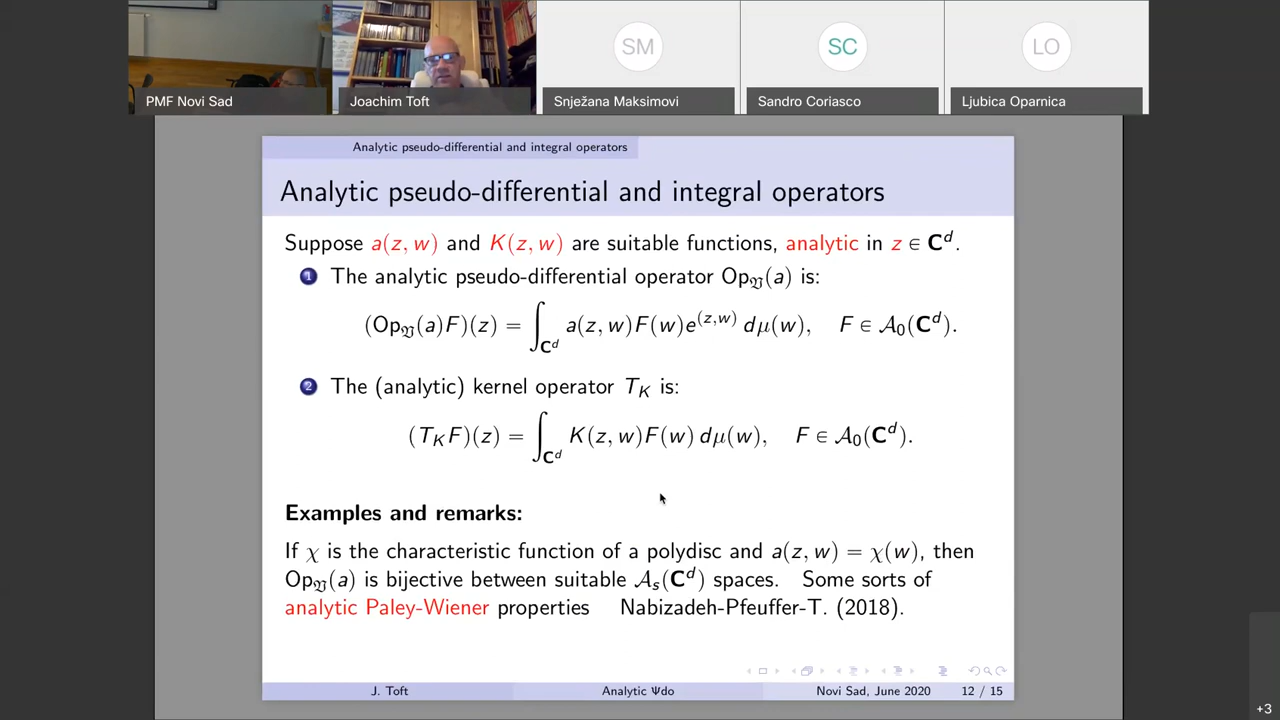 SM
SC
LO
PMF Novi Sad
Joachim Toft
Snježana Maksimovi
Sandro Coriasco
Ljubica Oparnica
Analytic pseudo-differential and integral operators
Analytic pseudo-differential and integral operators
Suppose a(z, w) and K(z, w) are suitable functions, analytic in z ∈ C^d.
1 The analytic pseudo-differential operator Op_𝔙(a) is:
(Op_𝔙(a)F)(z) = ∫_{C^d} a(z, w)F(w)e^{(z,w)} dμ(w), F ∈ 𝒜_0(C^d).
2 The (analytic) kernel operator T_K is:
(T_K F)(z) = ∫_{C^d} K(z, w)F(w) dμ(w), F ∈ 𝒜_0(C^d).
Examples and remarks:
If χ is the characteristic function of a polydisc and a(z, w) = χ(w), then
Op_𝔙(a) is bijective between suitable 𝒜_s(C^d) spaces. Some sorts of
analytic Paley-Wiener properties Nabizadeh-Pfeuffer-T. (2018).
J. Toft
Analytic Ψdo
Novi Sad, June 2020
12 / 15
+3